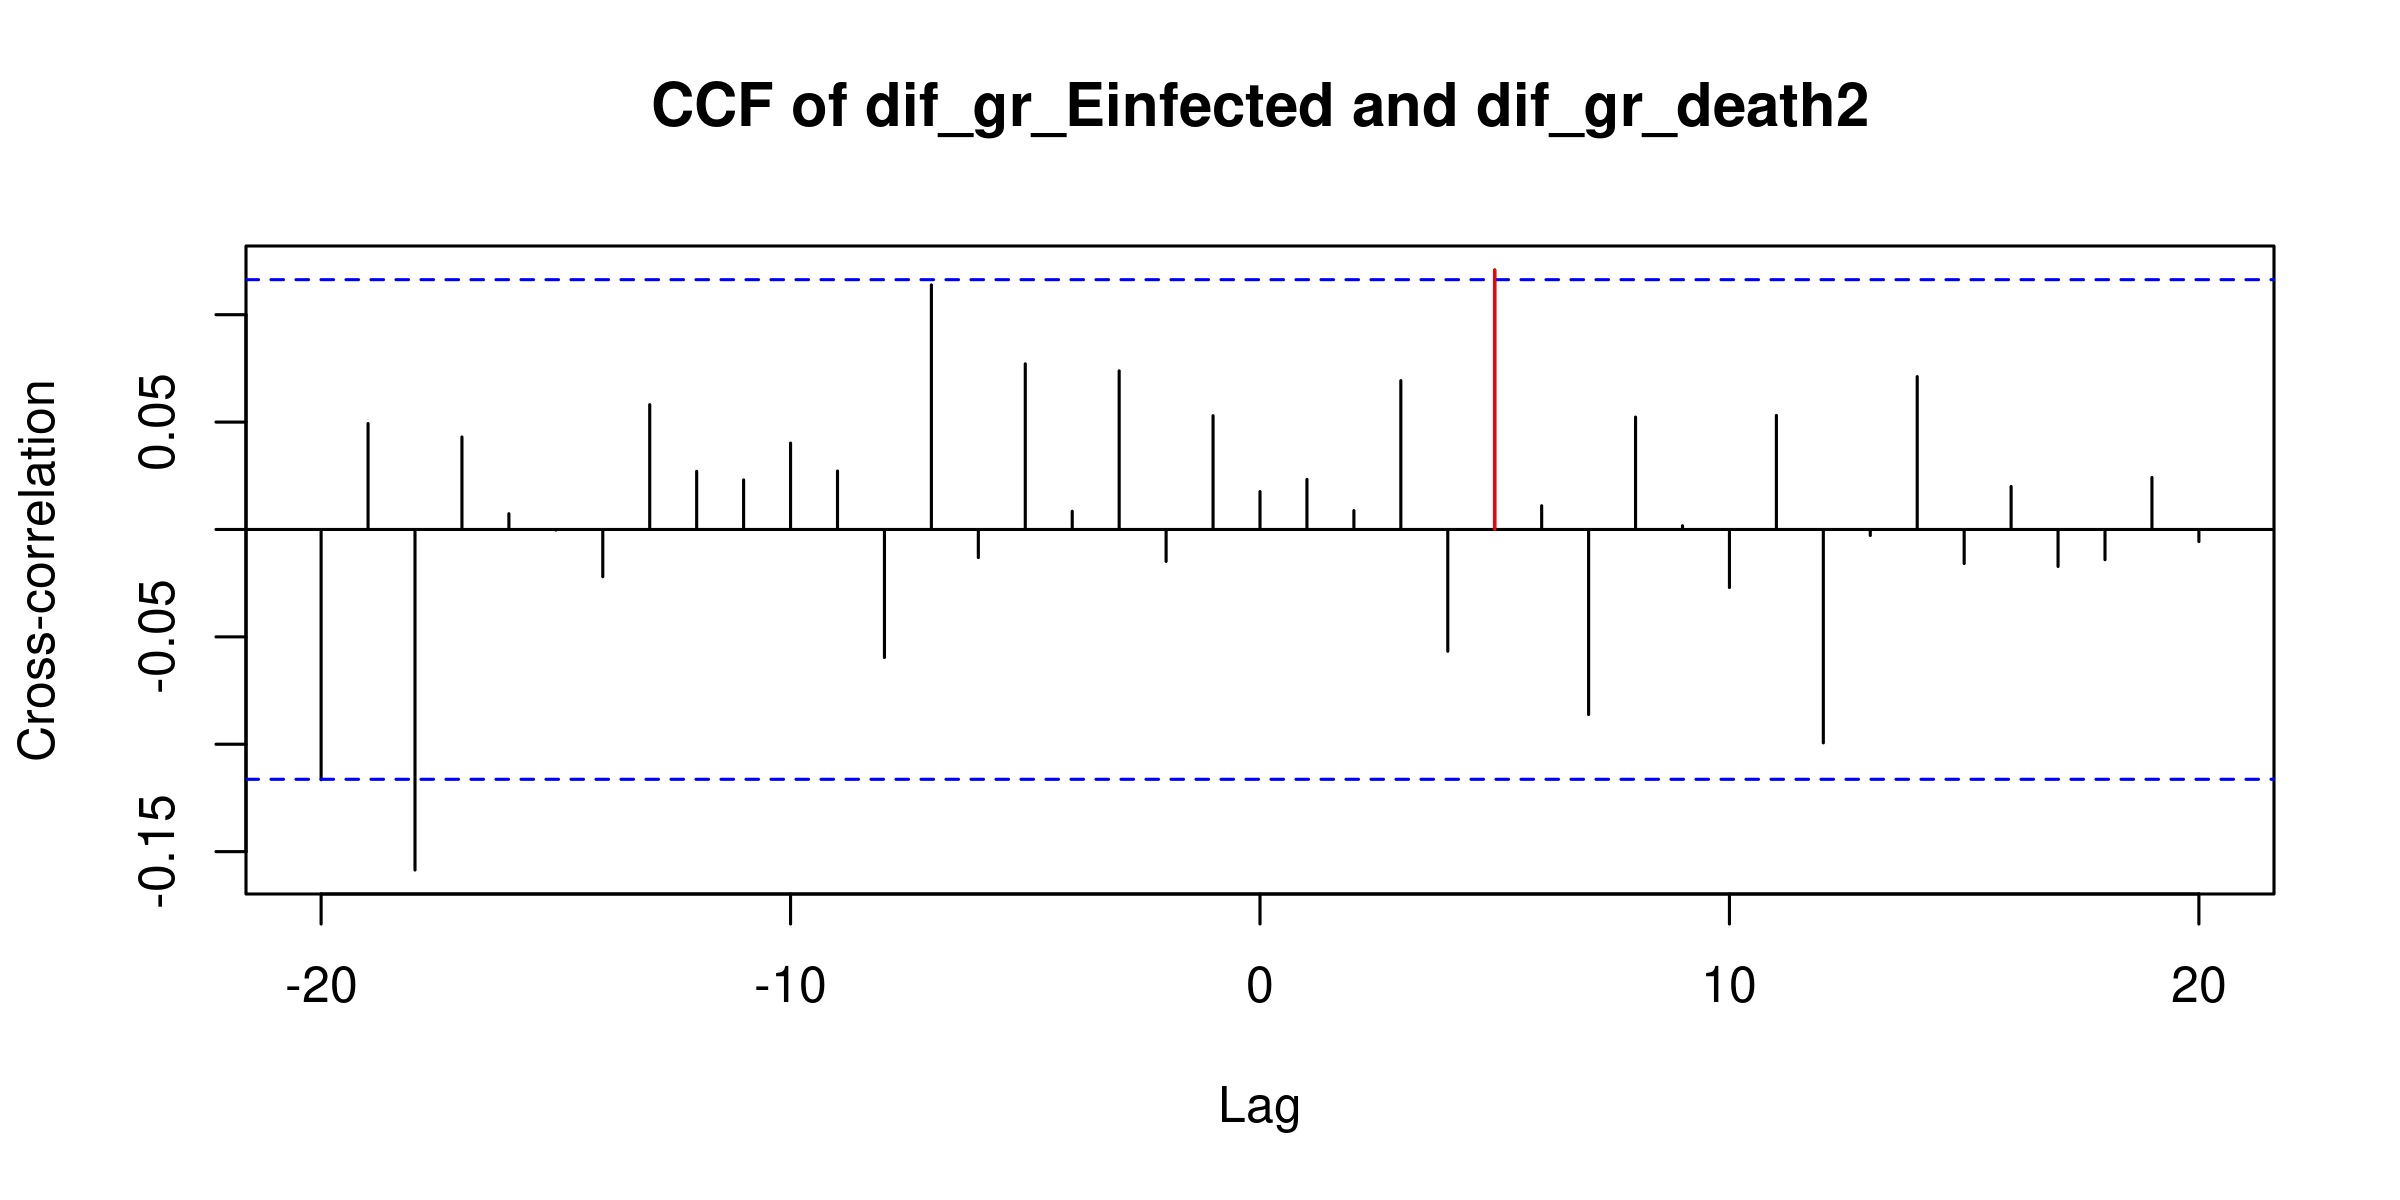 CCF of dif_gr_Einfected and dif_gr_death2
Cross-correlation
0.05
-0.05
-0.15
-20 -10 0 10 20
Lag